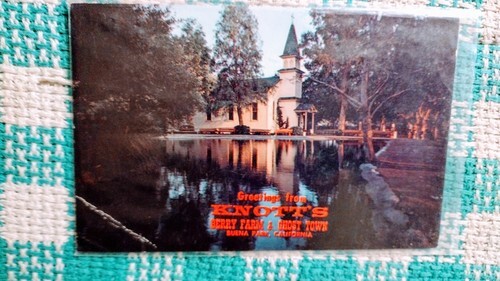 Greetings from
KNOTT'S
BERRY FARM & GHOST TOWN
BUENA PARK, CALIFORNIA